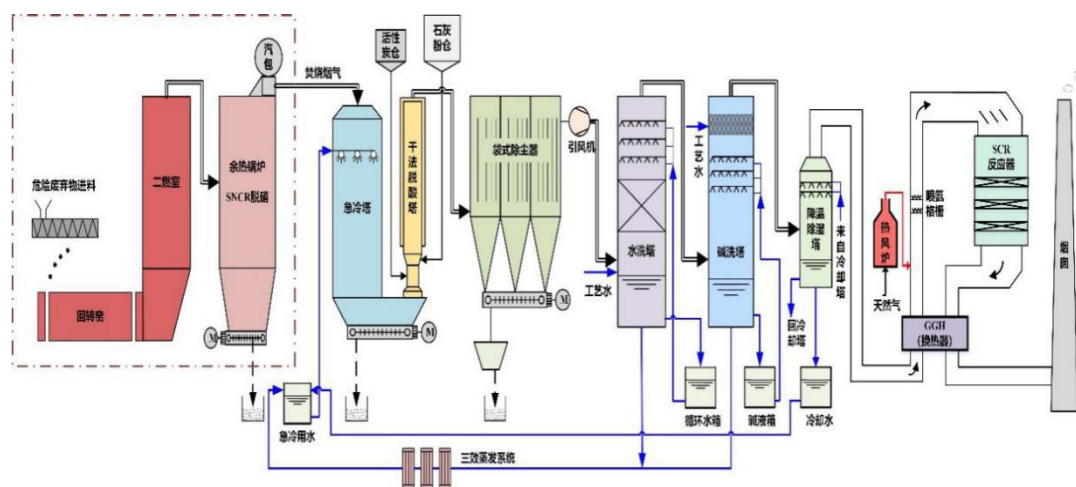 危险废弃物进料
回转窑
二燃室
汽
包
余热锅炉
SNCR脱硝
M
焚烧烟气
急冷塔
活性
炭仓
石灰
粉仓
干法脱酸塔
M
袋式除尘器
M
引风机
水洗塔
工艺水
工艺水
碱洗塔
降温
除湿
塔
来自冷却塔
回冷
却塔
热风炉
天然气
喷氨
格栅
SCR
反应器
GGH
(换热器)
烟囱
急冷用水
循环水箱
碱液箱
冷却水
三效蒸发系统